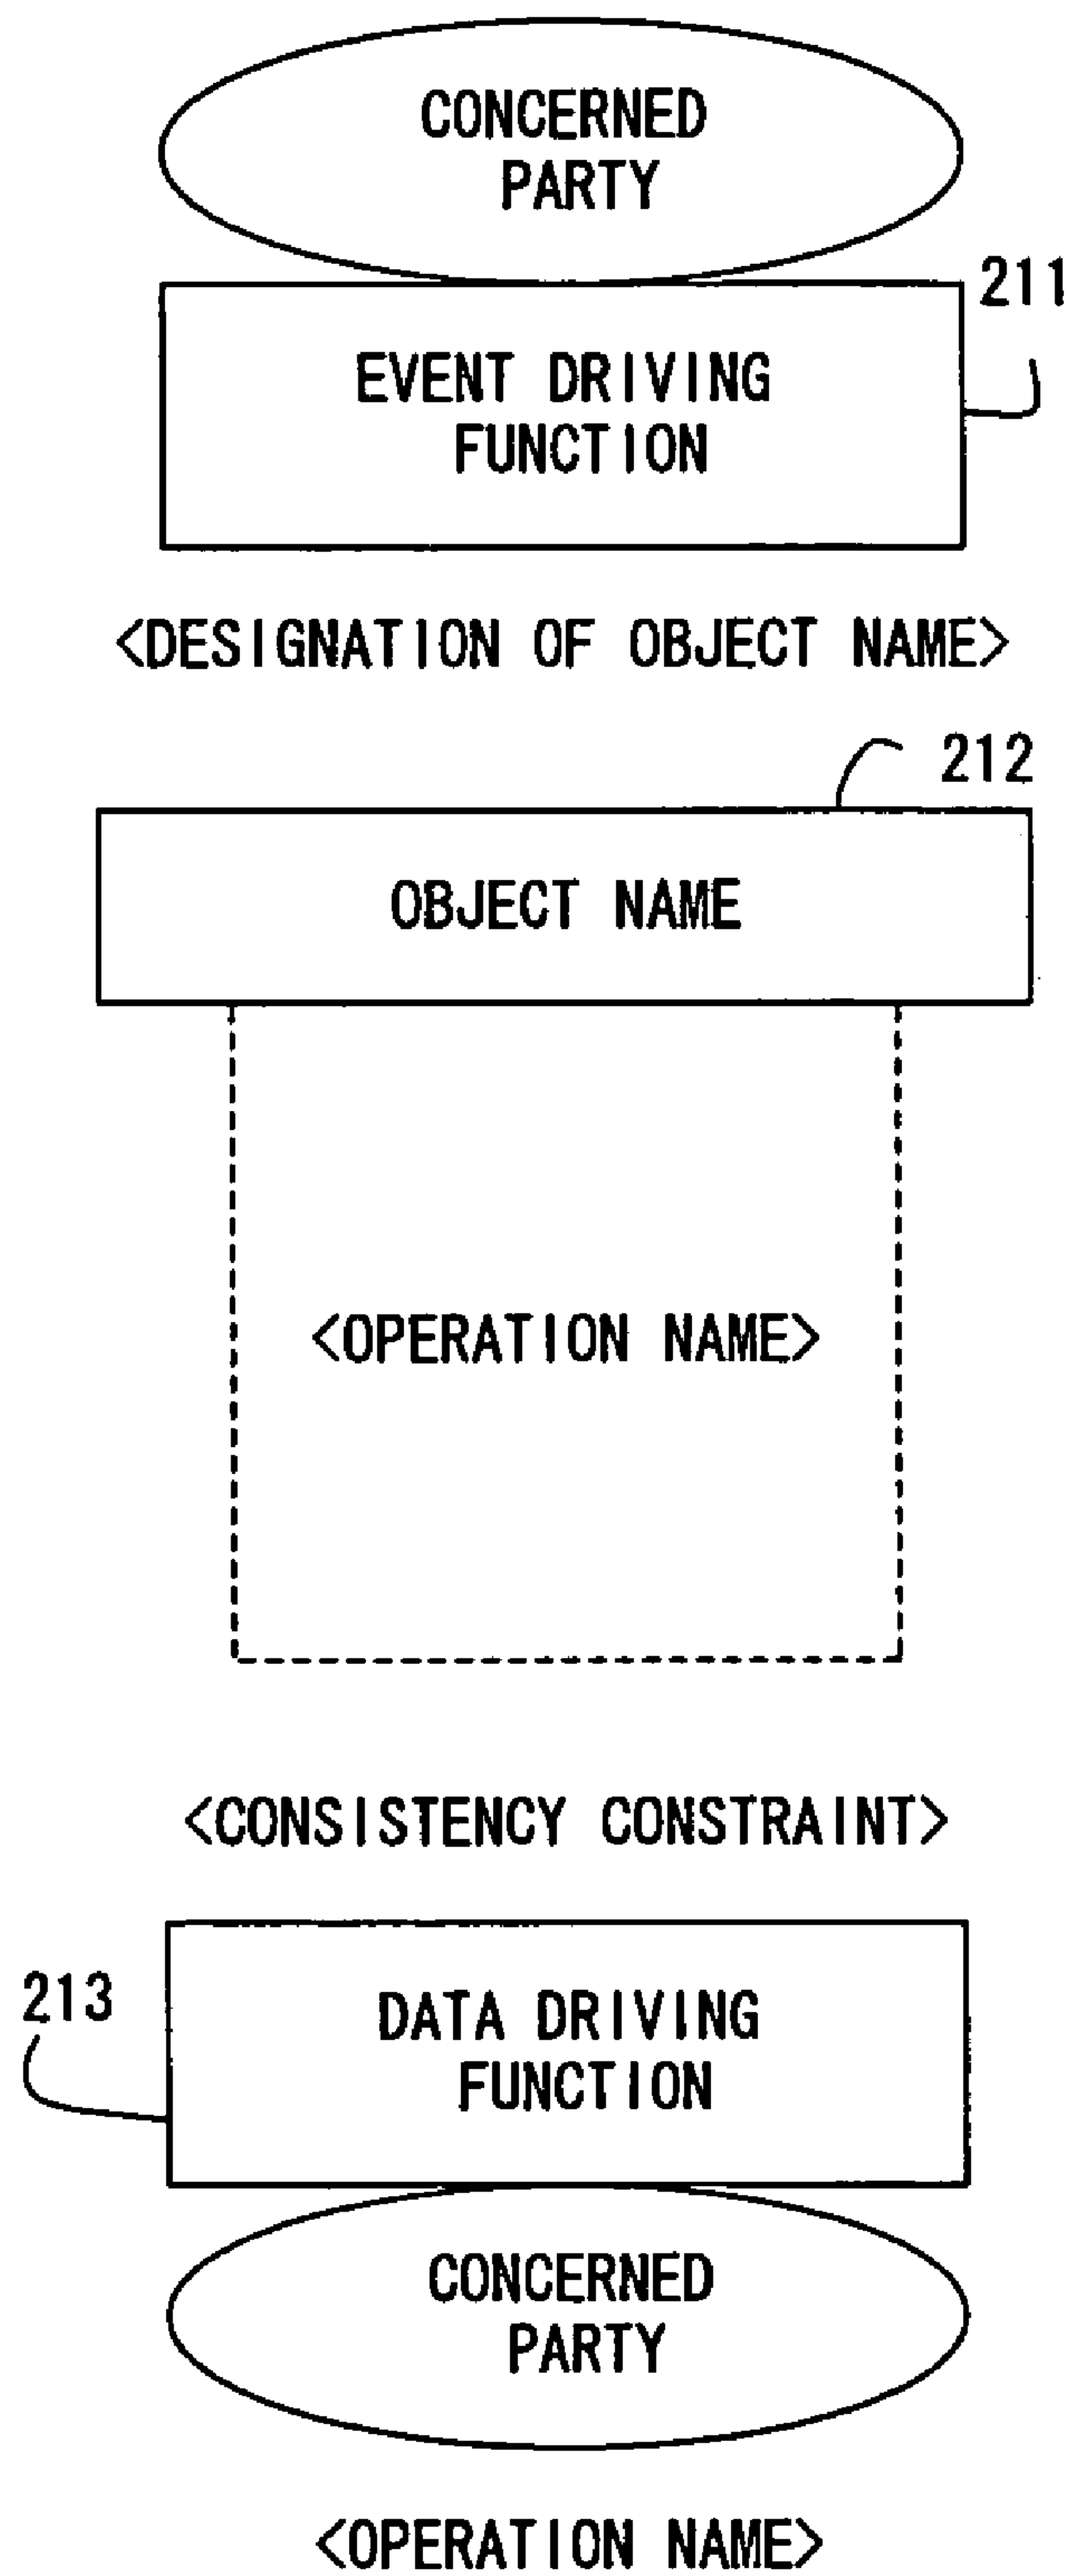 CONCERNED
PARTY
211
EVENT DRIVING
FUNCTION
<DESIGNATION OF OBJECT NAME>
212
OBJECT NAME
<OPERATION NAME>
<CONSISTENCY CONSTRAINT>
213
DATA DRIVING
FUNCTION
CONCERNED
PARTY
<OPERATION NAME>